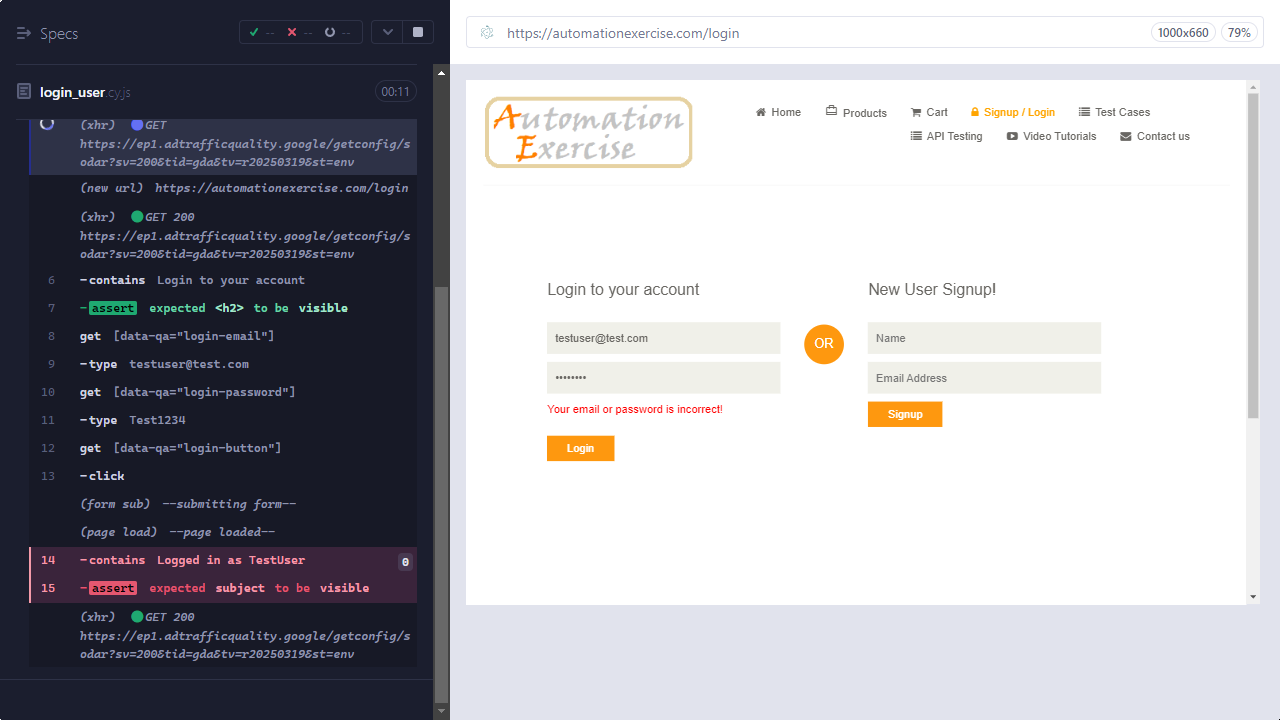 Specs
-- -- --
login_user.cy.js 00:11
(xhr) GET
https://ep1.adtrafficquality.google/getconfig/s
odar?sv=200&tid=gda&tv=r20250319&st=env
(new url) https://automationexercise.com/login
(xhr) GET 200
https://ep1.adtrafficquality.google/getconfig/s
odar?sv=200&tid=gda&tv=r20250319&st=env
6 -contains Login to your account
7 -assert expected <h2> to be visible
8 get [data-qa="login-email"]
9 -type testuser@test.com
10 get [data-qa="login-password"]
11 -type Test1234
12 get [data-qa="login-button"]
13 -click
(form sub) --submitting form--
(page load) --page loaded--
14 -contains Logged in as TestUser 0
15 -assert expected subject to be visible
(xhr) GET 200
https://ep1.adtrafficquality.google/getconfig/s
odar?sv=200&tid=gda&tv=r20250319&st=env
https://automationexercise.com/login 1000x660 79%
Automation
Exercise
Home Products Cart Signup / Login Test Cases
API Testing Video Tutorials Contact us
Login to your account
testuser@test.com
••••••••
Your email or password is incorrect!
Login
OR
New User Signup!
Name
Email Address
Signup